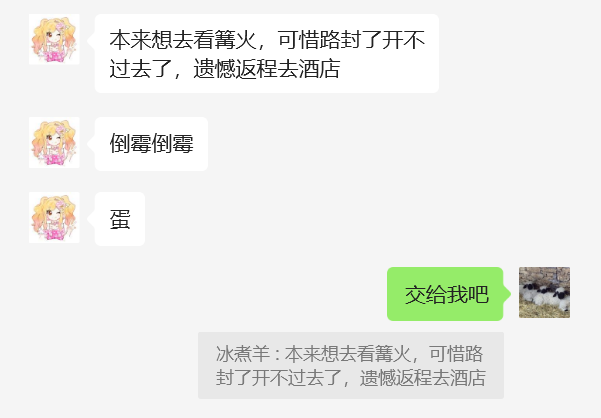 本来想去看篝火，可惜路封了开不
过去了，遗憾返程去酒店
倒霉倒霉
蛋
交给我吧
冰煮羊 : 本来想去看篝火，可惜路
封了开不过去了，遗憾返程去酒店